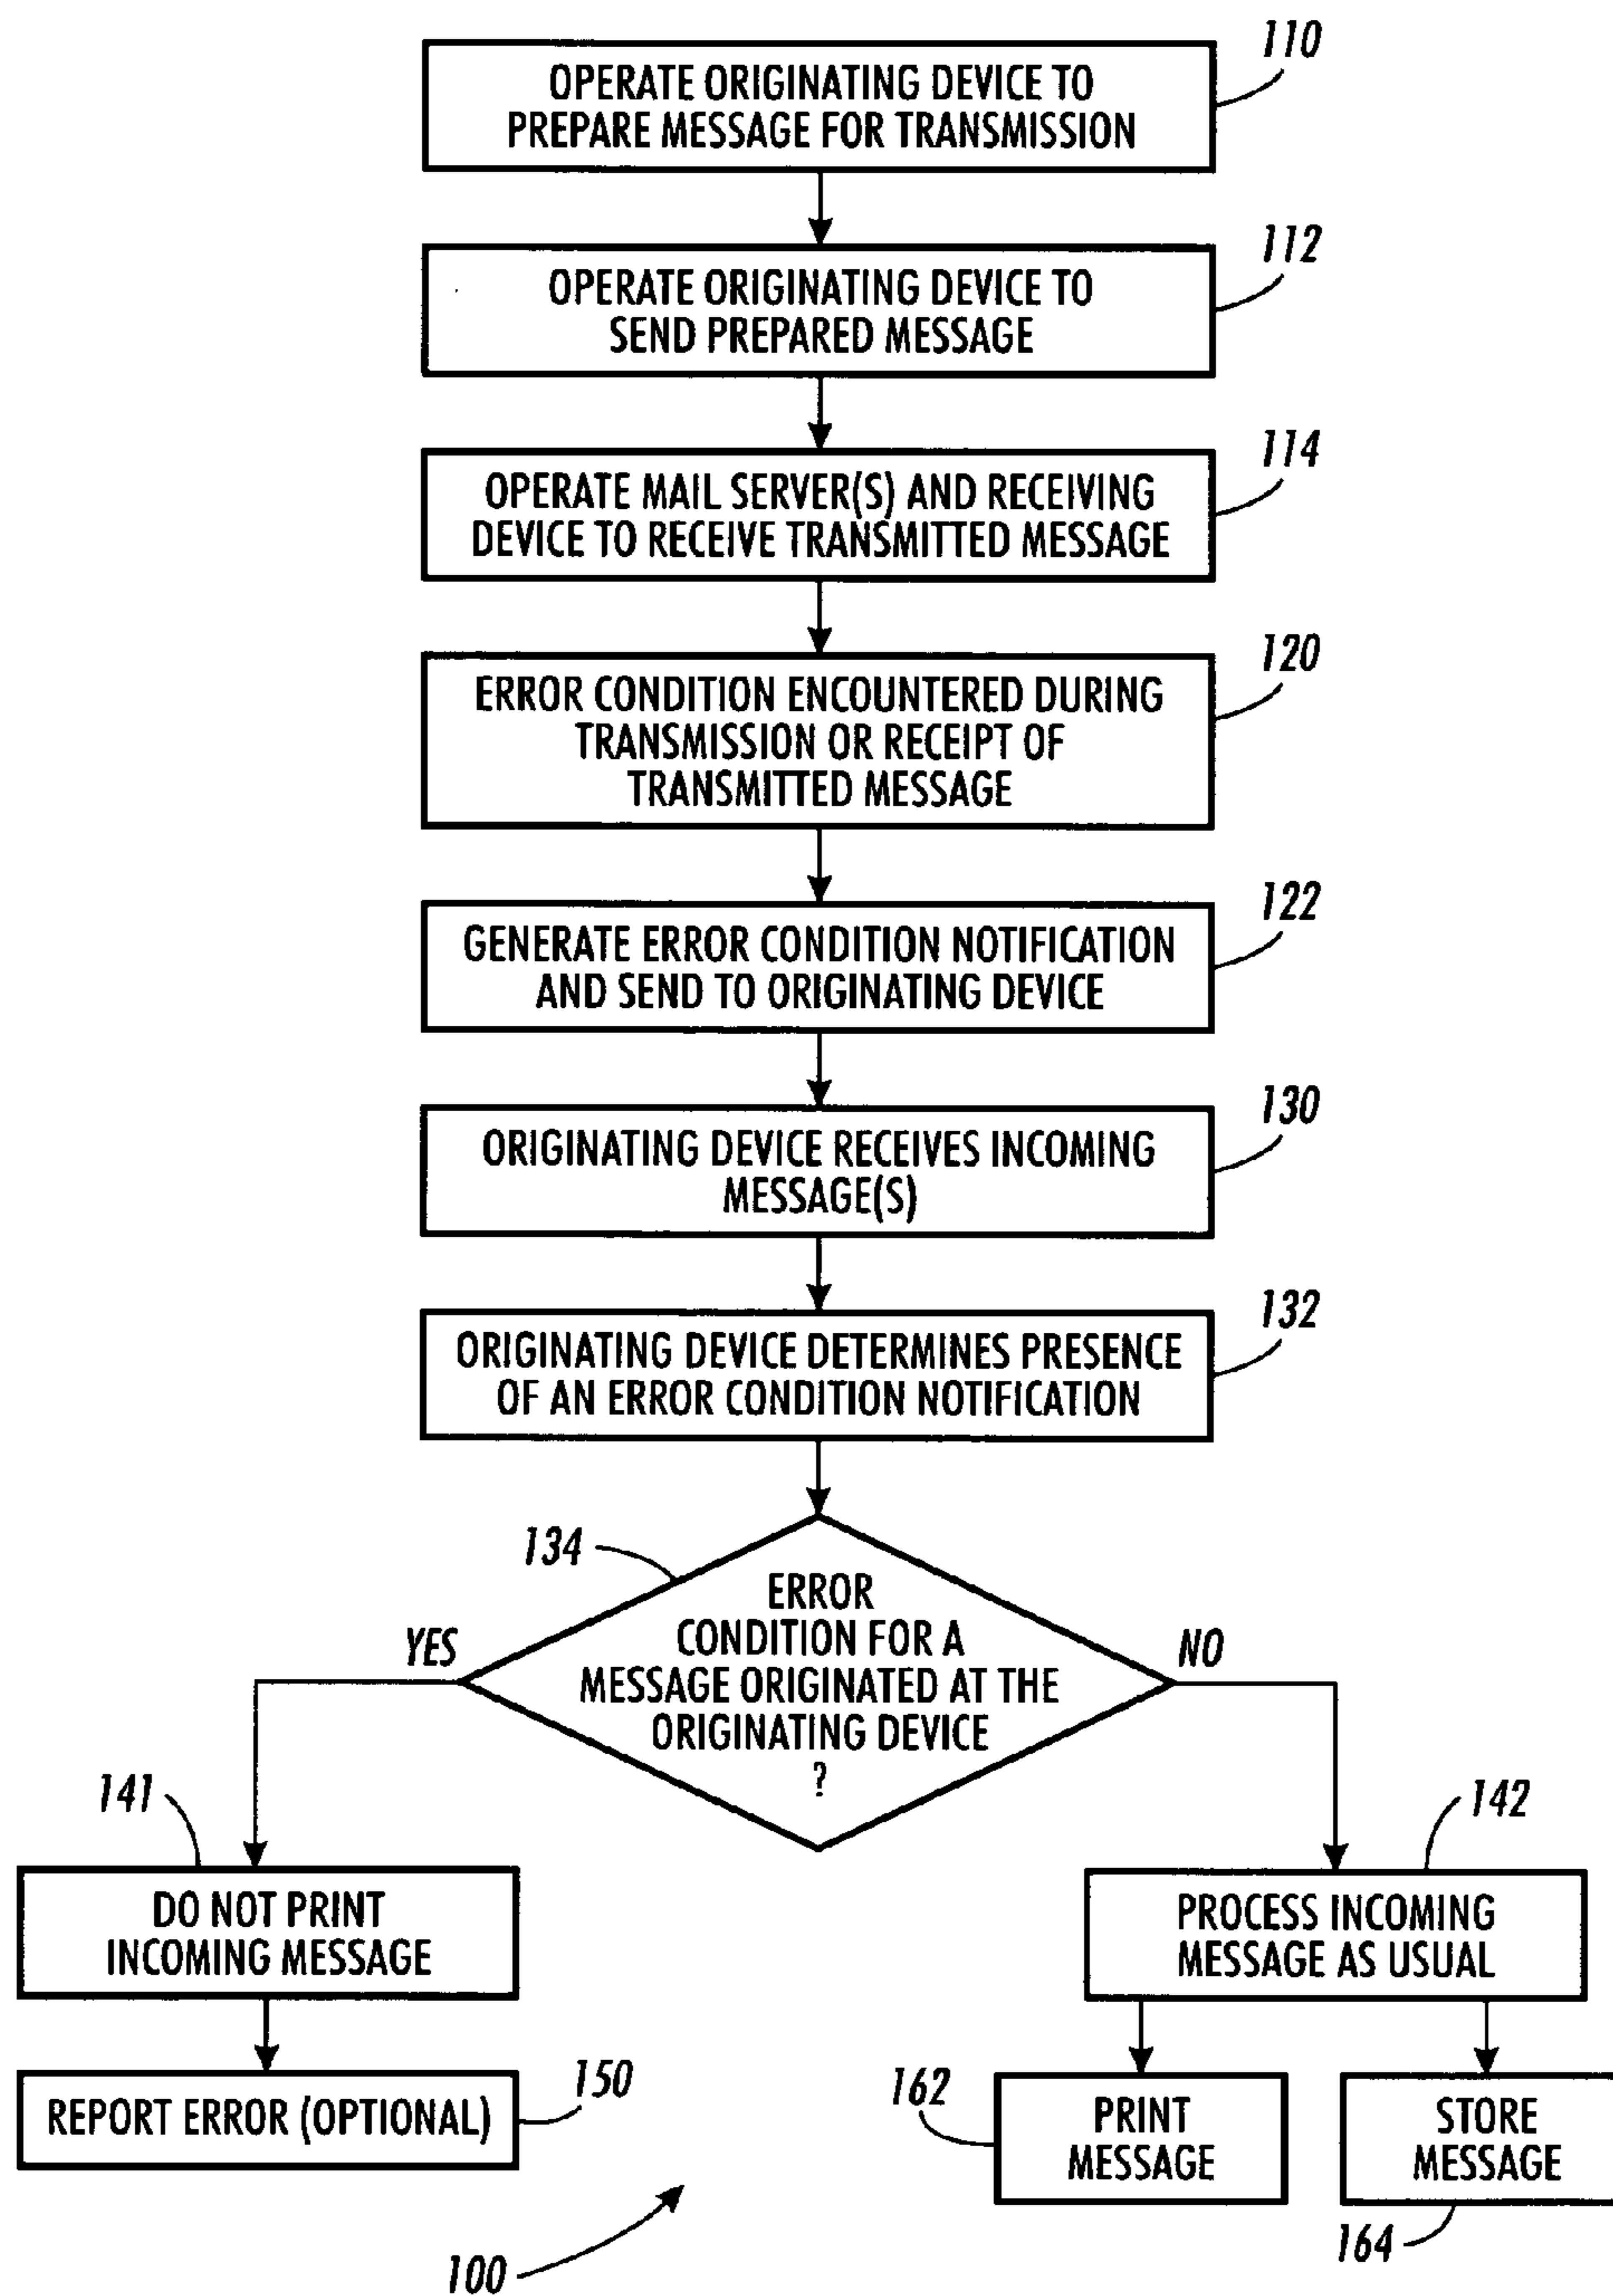 110
OPERATE ORIGINATING DEVICE TO
PREPARE MESSAGE FOR TRANSMISSION
112
OPERATE ORIGINATING DEVICE TO
SEND PREPARED MESSAGE
114
OPERATE MAIL SERVER(S) AND RECEIVING
DEVICE TO RECEIVE TRANSMITTED MESSAGE
120
ERROR CONDITION ENCOUNTERED DURING
TRANSMISSION OR RECEIPT OF
TRANSMITTED MESSAGE
122
GENERATE ERROR CONDITION NOTIFICATION
AND SEND TO ORIGINATING DEVICE
130
ORIGINATING DEVICE RECEIVES INCOMING
MESSAGE(S)
132
ORIGINATING DEVICE DETERMINES PRESENCE
OF AN ERROR CONDITION NOTIFICATION
134
ERROR
CONDITION FOR A
MESSAGE ORIGINATED AT THE
ORIGINATING DEVICE
?
YES
NO
141
DO NOT PRINT
INCOMING MESSAGE
142
PROCESS INCOMING
MESSAGE AS USUAL
150
REPORT ERROR (OPTIONAL)
162
PRINT
MESSAGE
STORE
MESSAGE
164
100